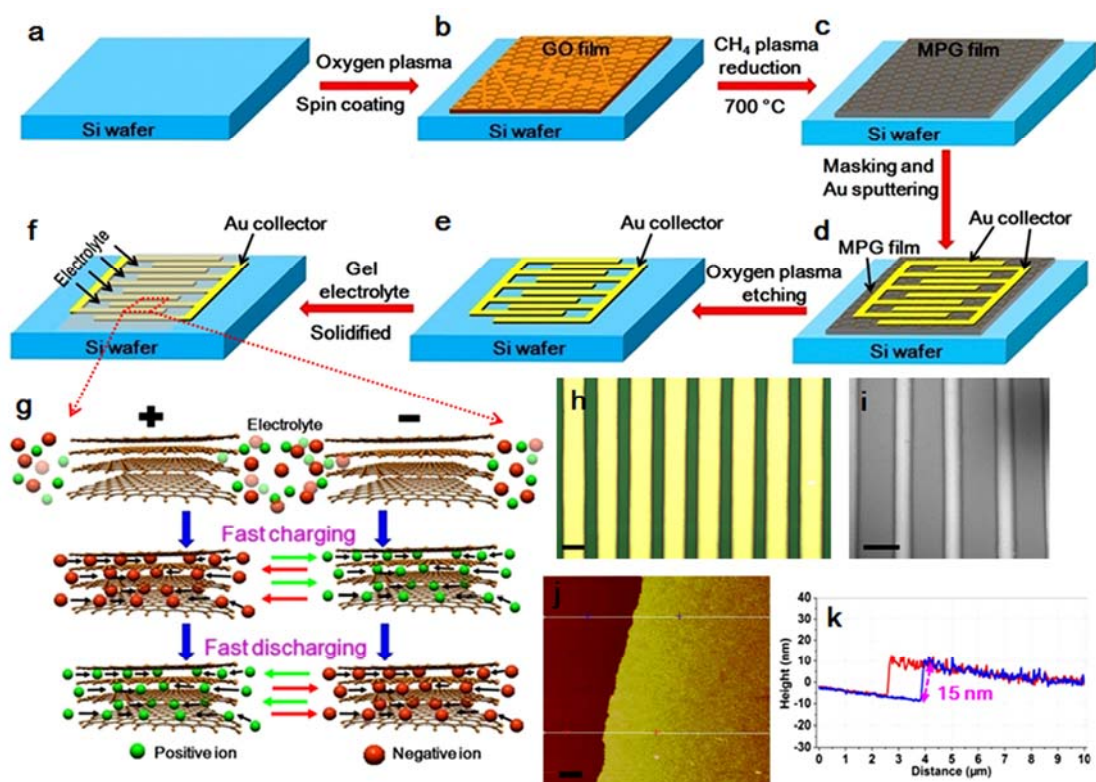 a
Si wafer
Oxygen plasma
Spin coating
b
GO film
Si wafer
CH4 plasma
reduction
700 °C
c
MPG film
Si wafer
Masking and
Au sputtering
d
MPG film
Au collector
Si wafer
Oxygen plasma
etching
e
Au collector
Si wafer
Gel
electrolyte
Solidified
f
Electrolyte
Au collector
Si wafer
g
+
-
Electrolyte
Fast charging
Fast discharging
Positive ion
Negative ion
h
i
j
k
Height (nm)
30
20
10
0
-10
-20
-30
15 nm
0 1 2 3 4 5 6 7 8 9 10
Distance (µm)